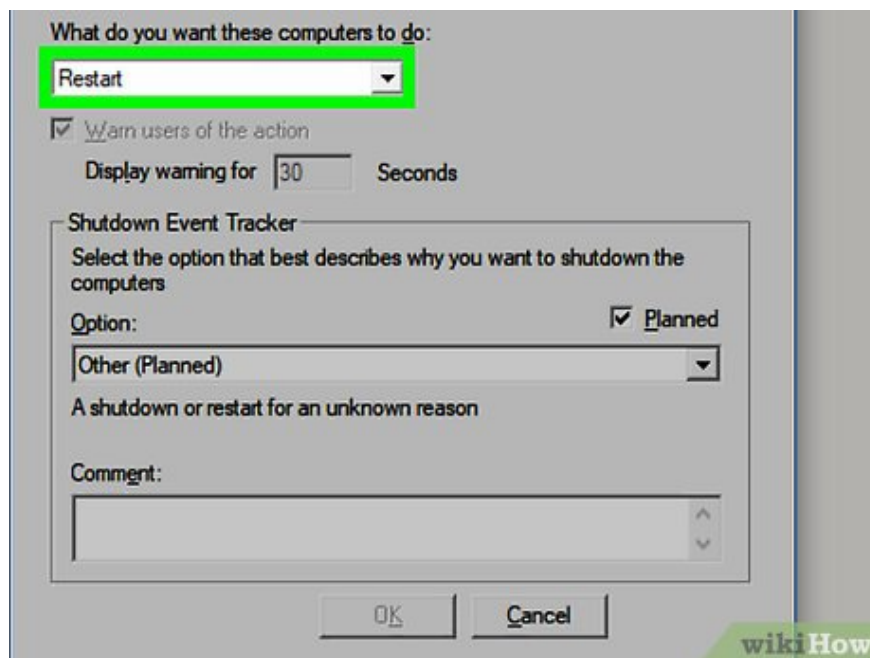 What do you want these computers to do:
Restart
Warn users of the action
Display warning for 30 Seconds
Shutdown Event Tracker
Select the option that best describes why you want to shutdown the
computers
Option:
Planned
Other (Planned)
A shutdown or restart for an unknown reason
Comment:
OK Cancel
wikiHow